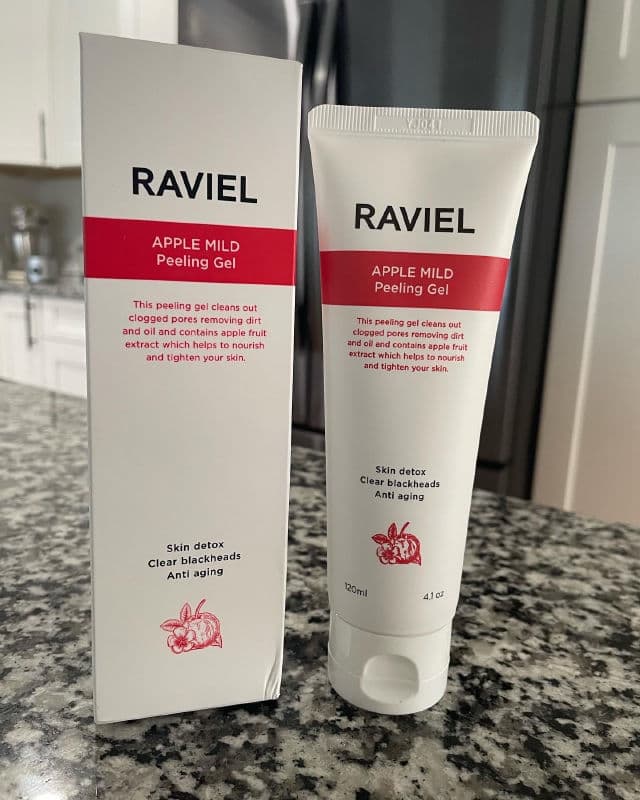 RAVIEL
APPLE MILD
Peeling Gel
This peeling gel cleans out
clogged pores removing dirt
and oil and contains apple fruit
extract which helps to nourish
and tighten your skin.
Skin detox
Clear blackheads
Anti aging
YJ041
RAVIEL
APPLE MILD
Peeling Gel
This peeling gel cleans out
clogged pores removing dirt
and oil and contains apple fruit
extract which helps to nourish
and tighten your skin.
Skin detox
Clear blackheads
Anti aging
120ml 4.1 oz